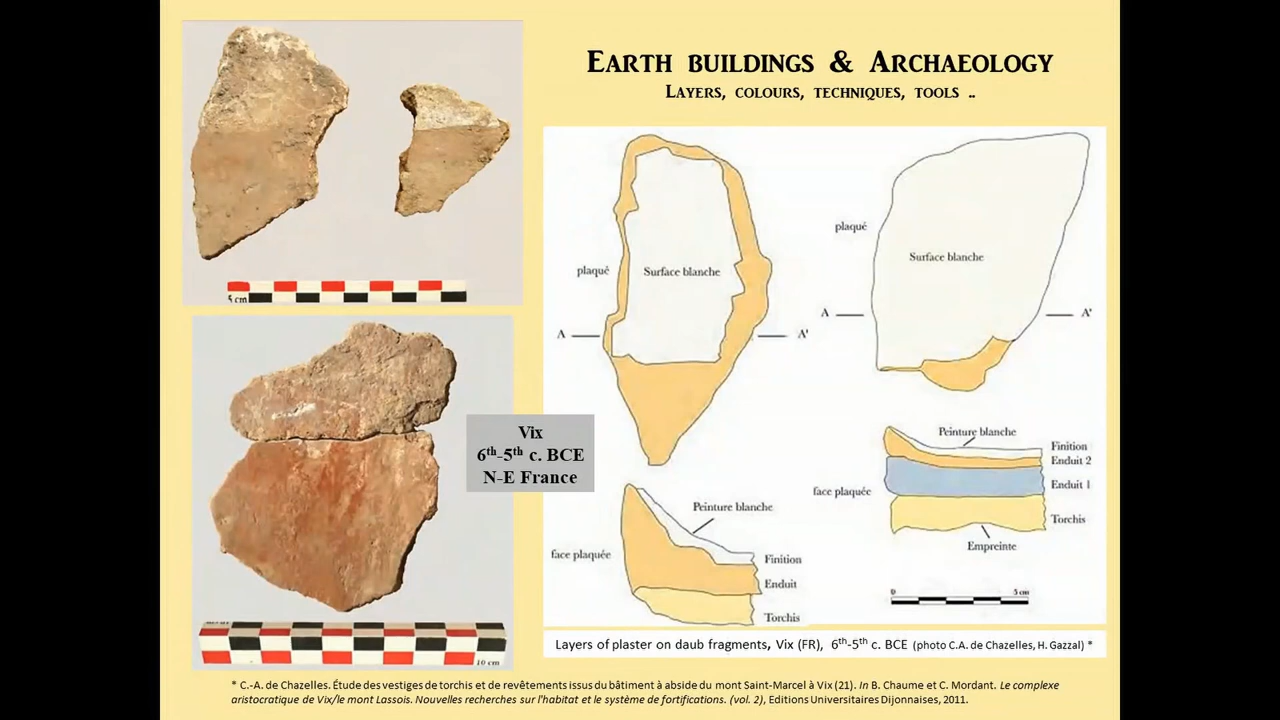 EARTH BUILDINGS & ARCHAEOLOGY
LAYERS, COLOURS, TECHNIQUES, TOOLS ..
5 cm
10 cm
Vix
6th-5th c. BCE
N-E France
plaqué
Surface blanche
A
A'
plaqué
Surface blanche
A
A'
Peinture blanche
face plaquée
Finition
Enduit
Torchis
Peinture blanche
Finition
Enduit 2
face plaquée
Enduit 1
Torchis
Empreinte
0
5 cm
Layers of plaster on daub fragments, Vix (FR), 6th-5th c. BCE (photo C.A. de Chazelles, H. Gazzal) *
* C.-A. de Chazelles. Étude des vestiges de torchis et de revêtements issus du bâtiment à abside du mont Saint-Marcel à Vix (21). In B. Chaume et C. Mordant. Le complexe
aristocratique de Vix/le mont Lassois. Nouvelles recherches sur l'habitat et le système de fortifications. (vol. 2), Editions Universitaires Dijonnaises, 2011.